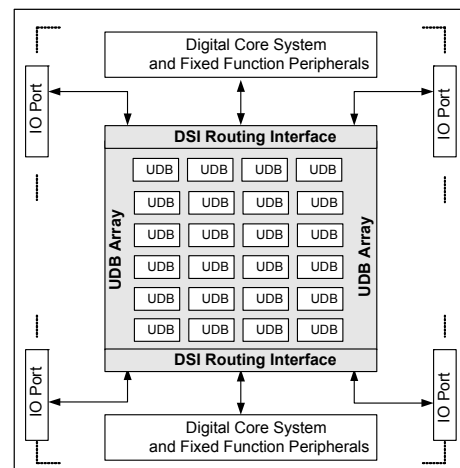 Digital Core System
and Fixed Function Peripherals
IO Port
IO Port
DSI Routing Interface
UDB UDB UDB UDB
UDB UDB UDB UDB
UDB UDB UDB UDB
UDB Array
UDB Array
UDB UDB UDB UDB
UDB UDB UDB UDB
UDB UDB UDB UDB
DSI Routing Interface
IO Port
IO Port
Digital Core System
and Fixed Function Peripherals